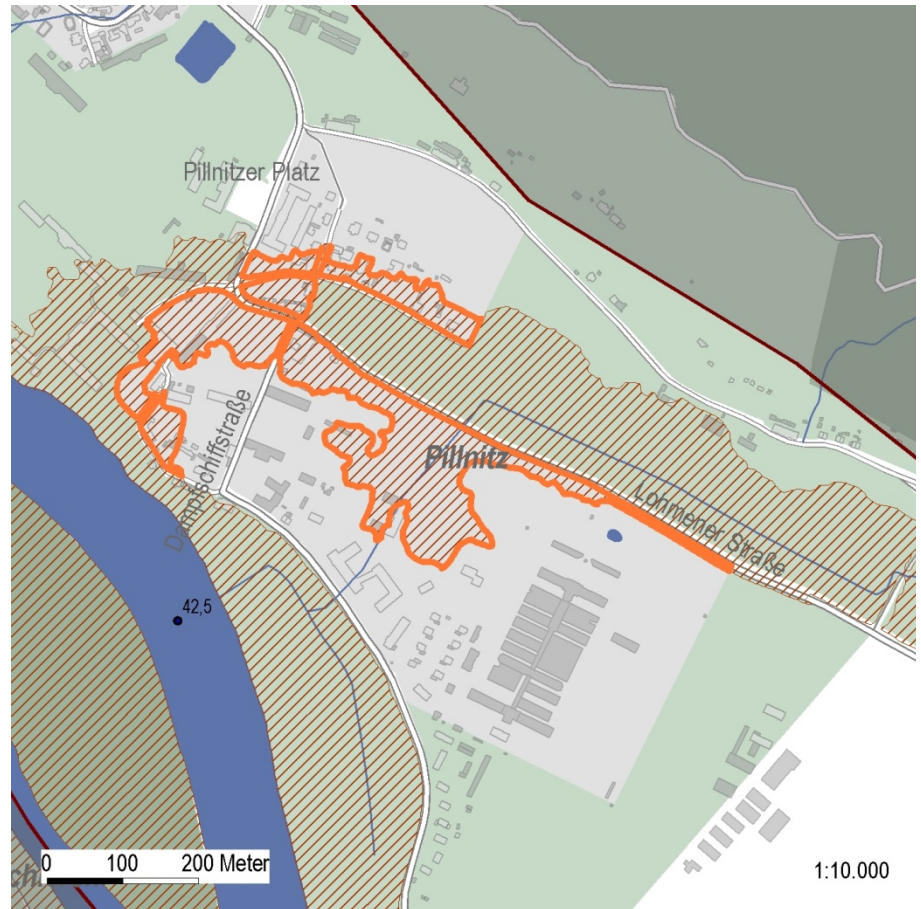 Pillnitzer Platz
Dampfschiffstraße
Pillnitz
Lohmener Straße
42,5
0 100 200 Meter
1:10.000